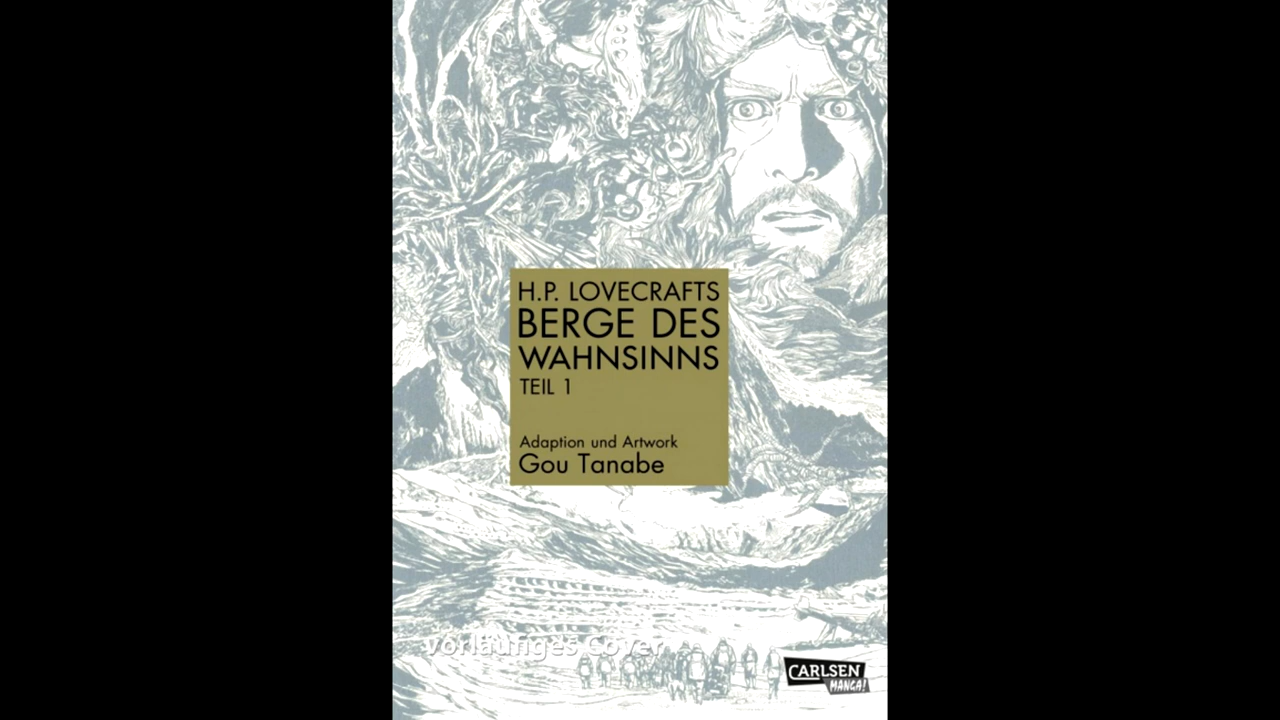 H.P. LOVECRAFTS
BERGE DES
WAHNSINNS
TEIL 1
Adaption und Artwork
Gou Tanabe
vorläufiges Cover
CARLSEN
MANGA!